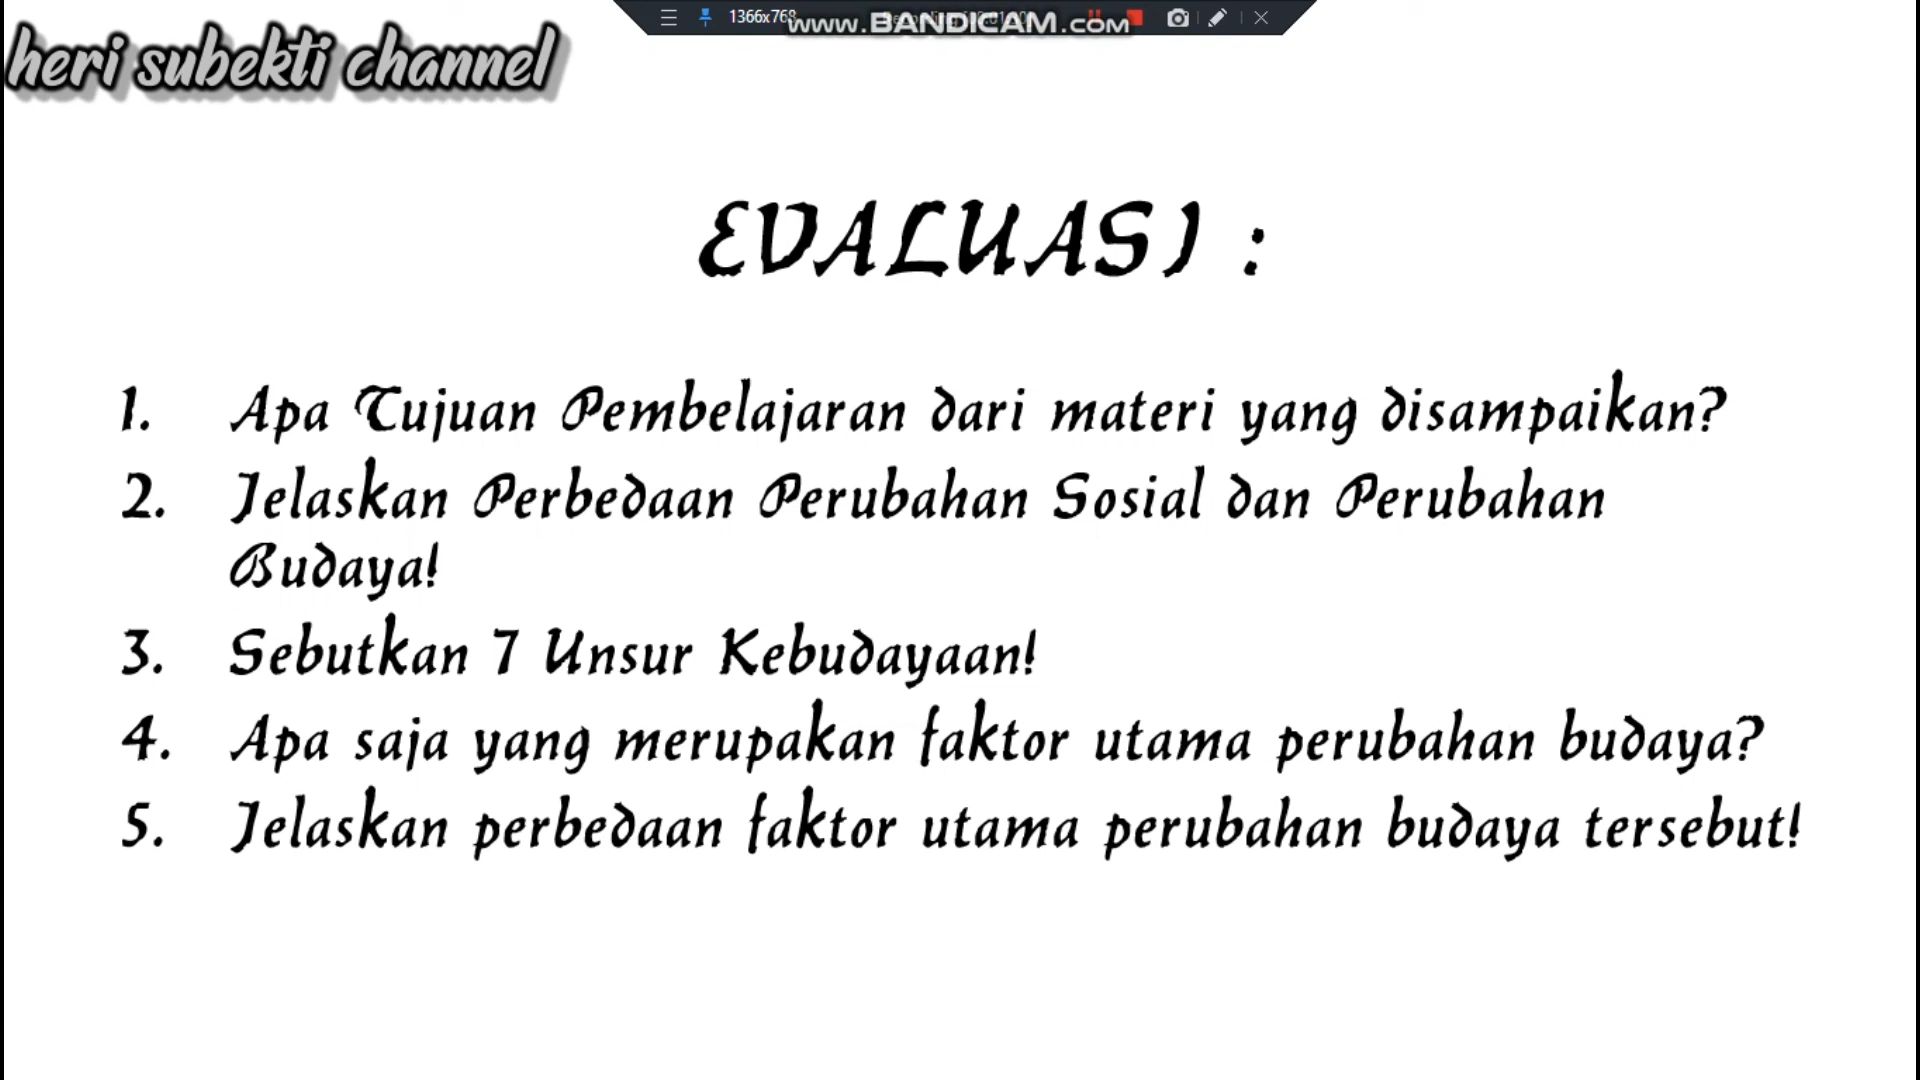 1366x768
www.BANDICAM.com
heri subekti channel
EVALUASI :
1. Apa Tujuan Pembelajaran dari materi yang disampaikan?
2. Jelaskan Perbedaan Perubahan Sosial dan Perubahan
Budaya!
3. Sebutkan 7 Unsur Kebudayaan!
4. Apa saja yang merupakan faktor utama perubahan budaya?
5. Jelaskan perbedaan faktor utama perubahan budaya tersebut!